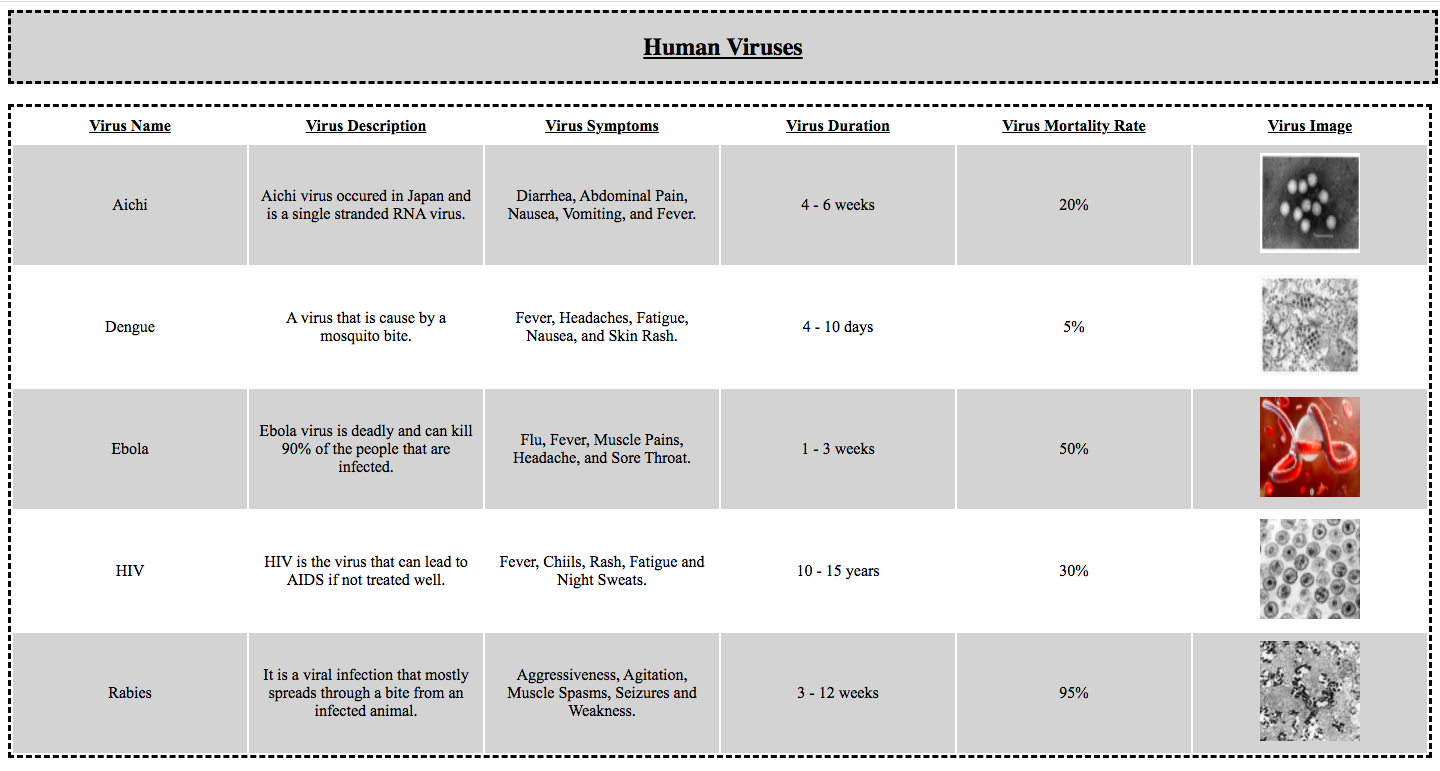 Human Viruses
Virus Name Virus Description Virus Symptoms Virus Duration Virus Mortality Rate Virus Image
Aichi
Aichi virus occured in Japan and
is a single stranded RNA virus.
Diarrhea, Abdominal Pain,
Nausea, Vomiting, and Fever.
4 - 6 weeks
20%
Dengue
A virus that is cause by a
mosquito bite.
Fever, Headaches, Fatigue,
Nausea, and Skin Rash.
4 - 10 days
5%
Ebola
Ebola virus is deadly and can kill
90% of the people that are
infected.
Flu, Fever, Muscle Pains,
Headache, and Sore Throat.
1 - 3 weeks
50%
HIV
HIV is the virus that can lead to
AIDS if not treated well.
Fever, Chiils, Rash, Fatigue and
Night Sweats.
10 - 15 years
30%
Rabies
It is a viral infection that mostly
spreads through a bite from an
infected animal.
Aggressiveness, Agitation,
Muscle Spasms, Seizures and
Weakness.
3 - 12 weeks
95%